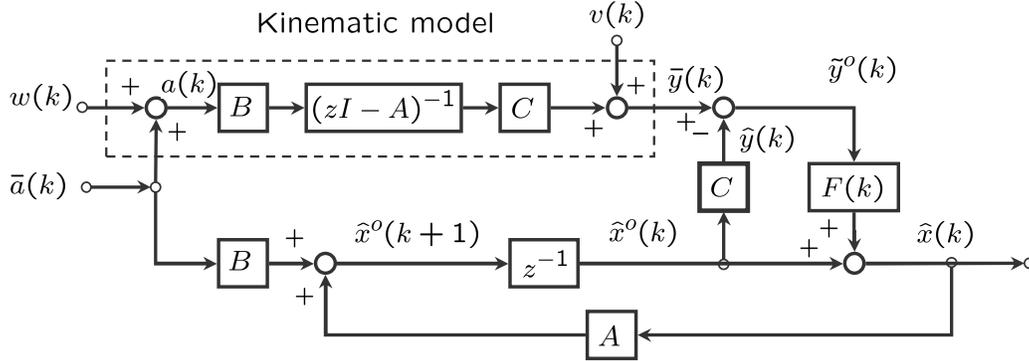 Kinematic model
v(k)
w(k)
+
a(k)
B
(zI − A)⁻¹
C
+
ȳ(k)
ỹᵒ(k)
+
+
+
−
ŷ(k)
ā(k)
C
F(k)
B
+
x̂ᵒ(k + 1)
z⁻¹
x̂ᵒ(k)
+
+
x̂(k)
+
A